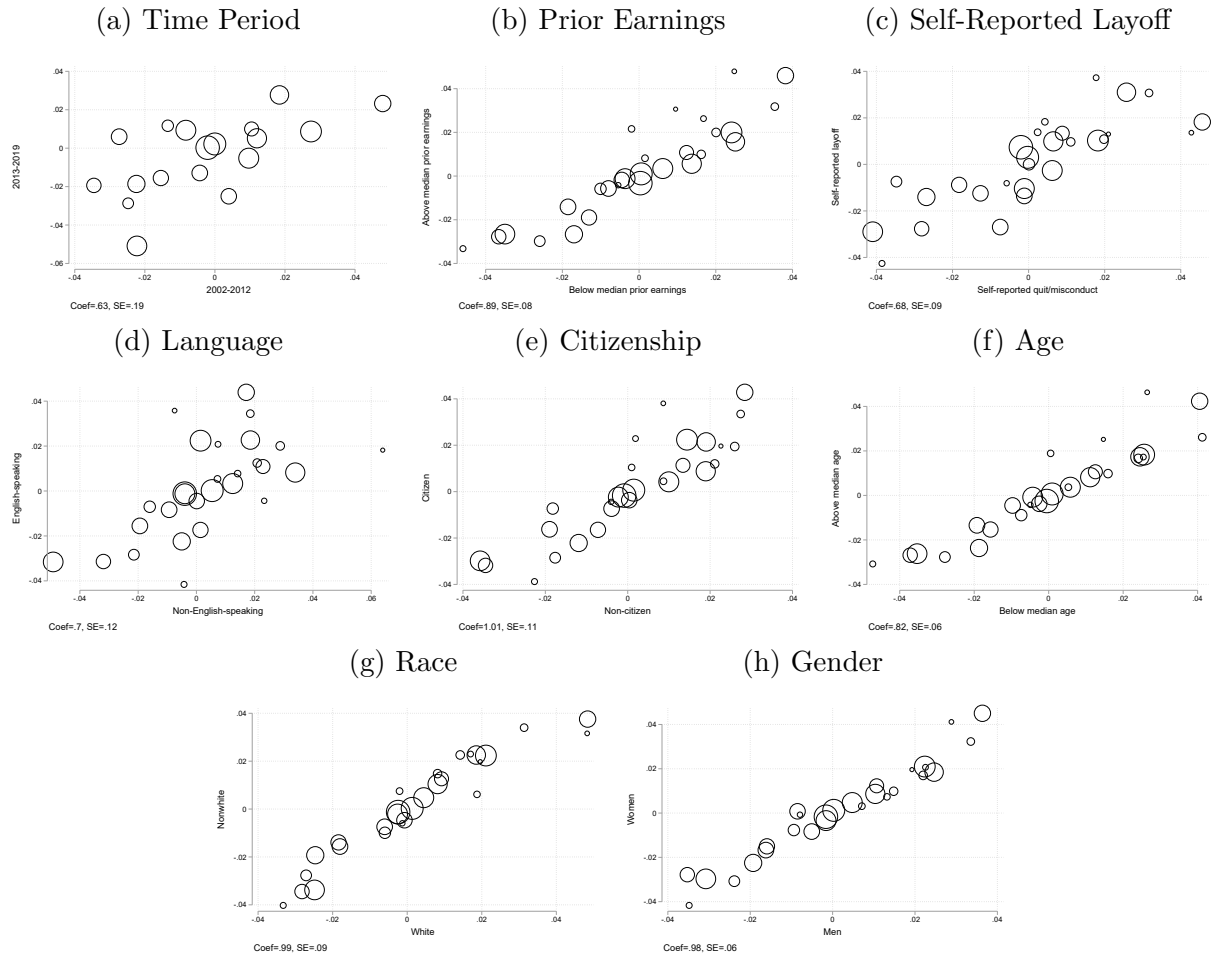 (a) Time Period
(b) Prior Earnings
(c) Self-Reported Layoff
2013-2019
.04
.02
0
-.02
-.04
-.06
-.04
-.02
0
.02
.04
2002-2012
Coef=.63, SE=.19
Above median prior earnings
.04
.02
0
-.02
-.04
-.04
-.02
0
.02
.04
Below median prior earnings
Coef=.89, SE=.08
Self-reported layoff
.04
.02
0
-.02
-.04
-.04
-.02
0
.02
.04
Self-reported quit/misconduct
Coef=.68, SE=.09
(d) Language
(e) Citizenship
(f) Age
English-speaking
.04
.02
0
-.02
-.04
-.04
-.02
0
.02
.04
.06
Non-English-speaking
Coef=.7, SE=.12
Citizen
.04
.02
0
-.02
-.04
-.04
-.02
0
.02
.04
Non-citizen
Coef=1.01, SE=.11
Above median age
.04
.02
0
-.02
-.04
-.04
-.02
0
.02
.04
Below median age
Coef=.82, SE=.06
(g) Race
(h) Gender
Nonwhite
.04
.02
0
-.02
-.04
-.04
-.02
0
.02
.04
White
Coef=.99, SE=.09
Women
.04
.02
0
-.02
-.04
-.04
-.02
0
.02
.04
Men
Coef=.98, SE=.06